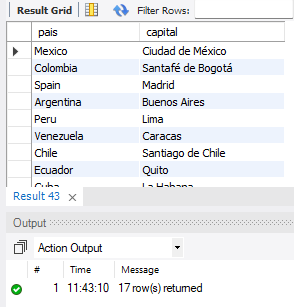 Result Grid Filter Rows:
pais capital
Mexico Ciudad de México
Colombia Santafé de Bogotá
Spain Madrid
Argentina Buenos Aires
Peru Lima
Venezuela Caracas
Chile Santiago de Chile
Ecuador Quito
Cuba La Habana
Result 43 ×
Output
Action Output
# Time Message
1 11:43:10 17 row(s) returned